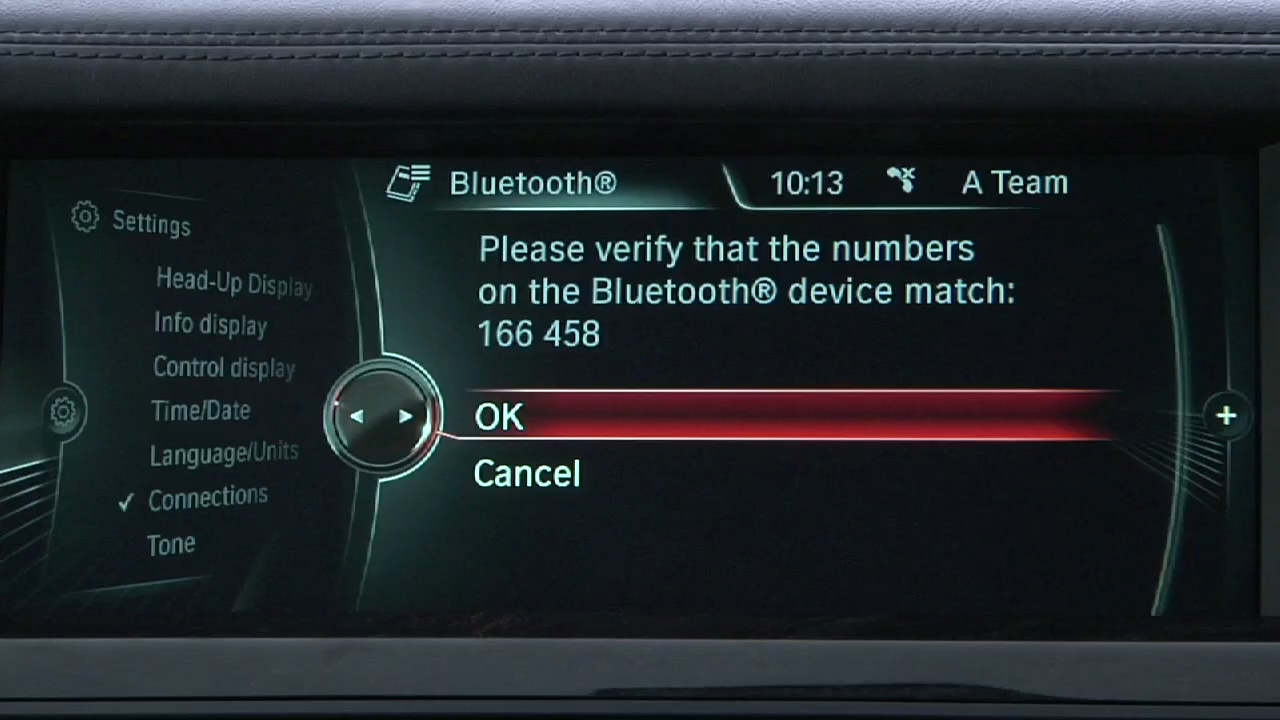 Bluetooth®
10:13
A Team
Settings
Head-Up Display
Info display
Control display
Time/Date
Language/Units
Connections
Tone
Please verify that the numbers
on the Bluetooth® device match:
166 458
OK
Cancel